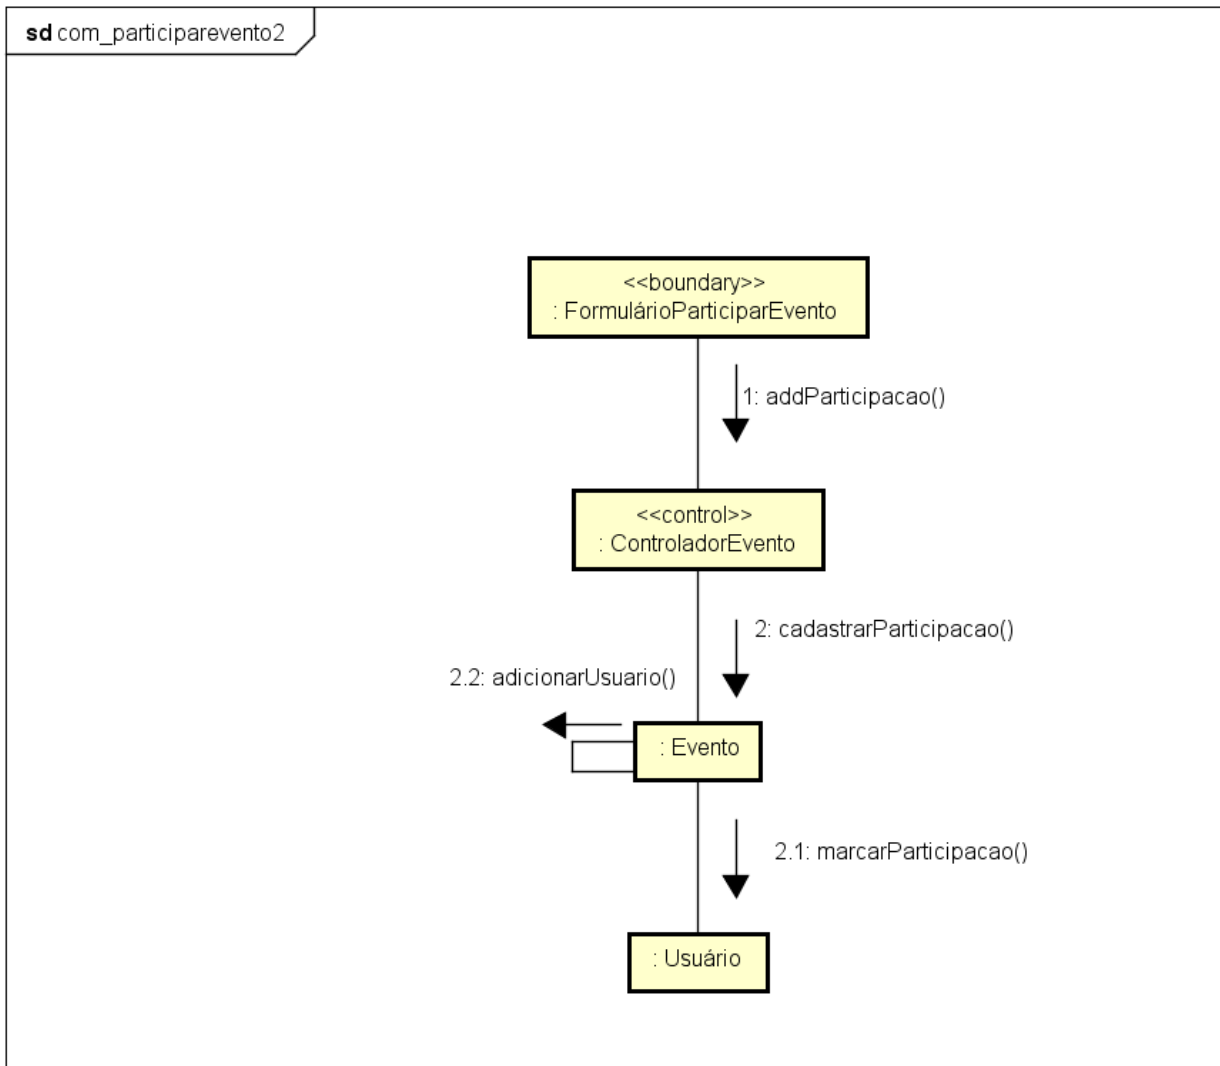 sd com_participarevento2
<<boundary>>
: FormulárioParticiparEvento
1: addParticipacao()
<<control>>
: ControladorEvento
2: cadastrarParticipacao()
2.2: adicionarUsuario()
: Evento
2.1: marcarParticipacao()
: Usuário